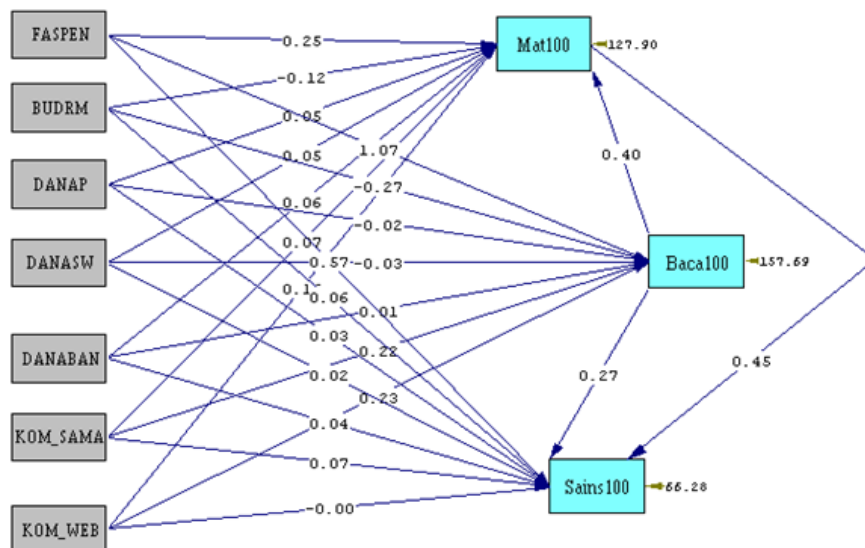 FASPEN
0.25
Mat100
127.90
BUDRM
-0.12
0.05
DANAP
0.05
1.07
0.40
-0.27
0.06
-0.02
DANASW
0.07
0.57
-0.03
Baca100
157.69
0.06
0.01
DANABAN
0.03
0.22
0.02
0.27
0.45
0.23
KOM_SAMA
0.04
0.07
Sains100
66.28
-0.00
KOM_WEB